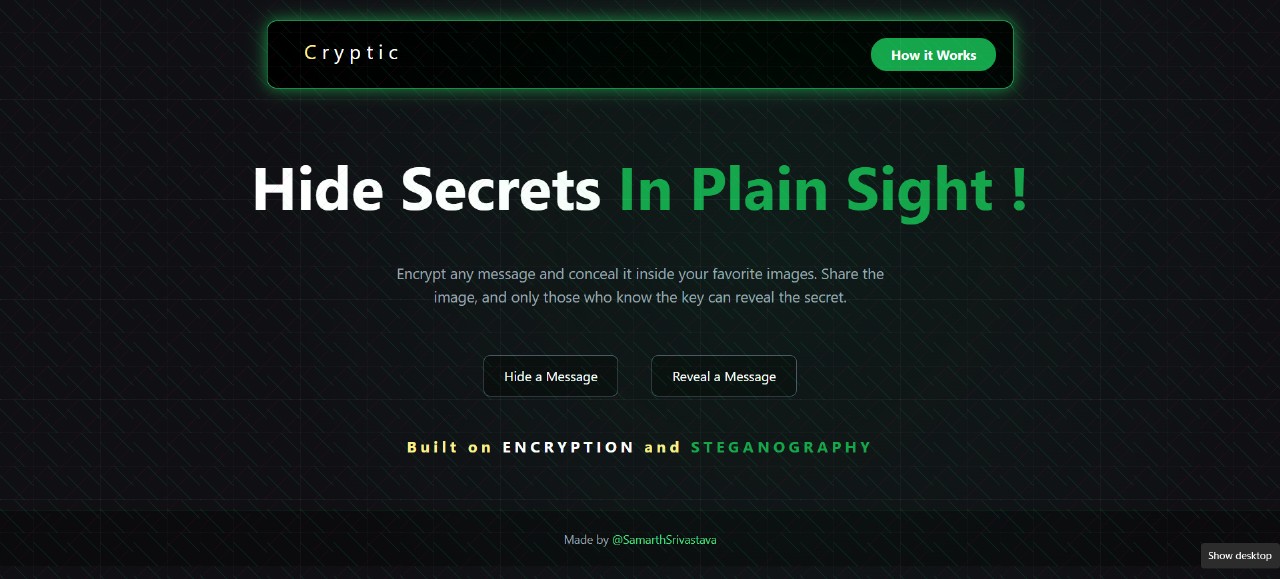 Cryptic
How it Works
Hide Secrets In Plain Sight !
Encrypt any message and conceal it inside your favorite images. Share the
image, and only those who know the key can reveal the secret.
Hide a Message
Reveal a Message
Built on ENCRYPTION and STEGANOGRAPHY
Made by @SamarthSrivastava
Show desktop